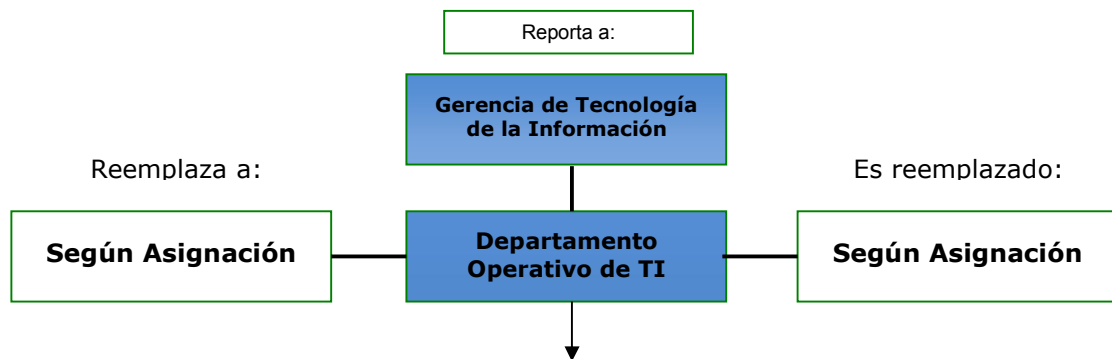 Reporta a:
Gerencia de Tecnología
de la Información
Reemplaza a:
Es reemplazado:
Según Asignación
Departamento
Operativo de TI
Según Asignación